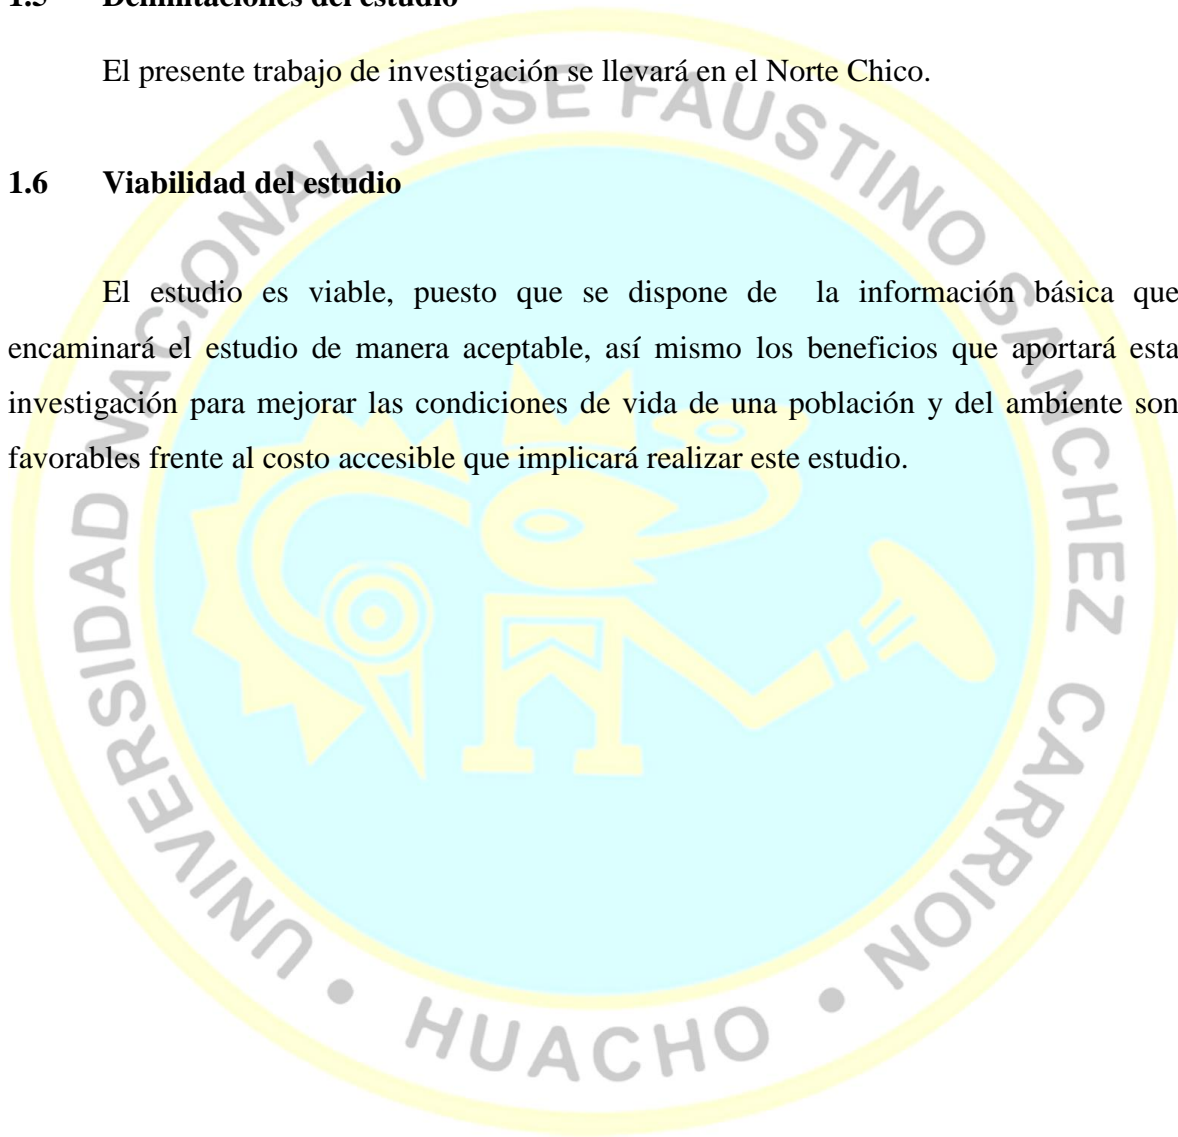 1.5 Delimitaciones del estudio
El presente trabajo de investigación se llevará en el Norte Chico.
1.6 Viabilidad del estudio
El estudio es viable, puesto que se dispone de la información básica que
encaminará el estudio de manera aceptable, así mismo los beneficios que aportará esta
investigación para mejorar las condiciones de vida de una población y del ambiente son
favorables frente al costo accesible que implicará realizar este estudio.
UNIVERSIDAD NACIONAL JOSE FAUSTINO SANCHEZ CARRION
• HUACHO •